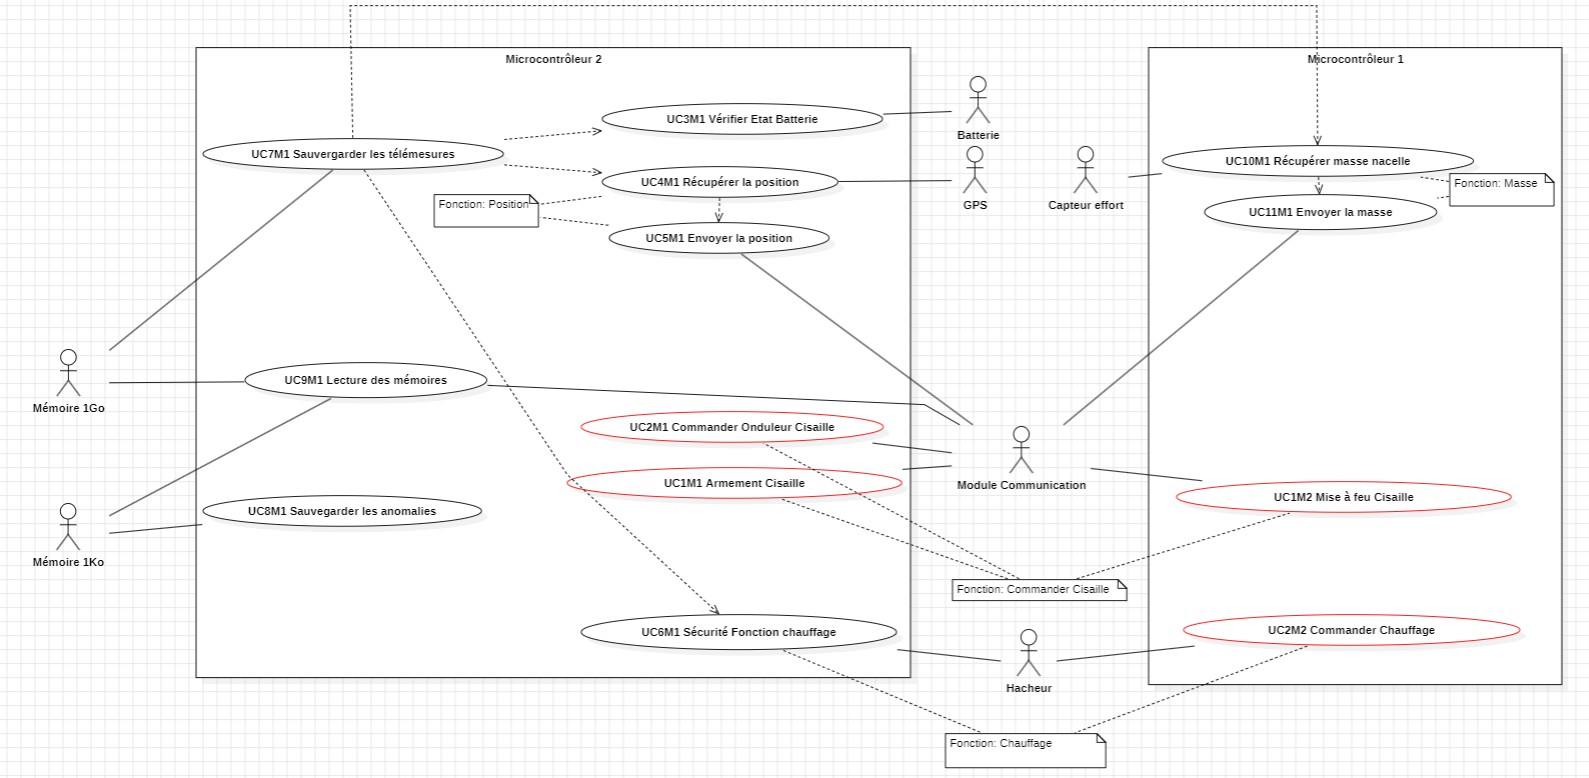 Microcontrôleur 2
Microcontrôleur 1
UC3M1 Vérifier Etat Batterie
Batterie
UC7M1 Sauvergarder les télémesures
UC10M1 Récupérer masse nacelle
UC4M1 Récupérer la position
Fonction: Masse
Fonction: Position
GPS
Capteur effort
UC11M1 Envoyer la masse
UC5M1 Envoyer la position
UC9M1 Lecture des mémoires
Mémoire 1Go
UC2M1 Commander Onduleur Cisaille
UC1M1 Armement Cisaille
Module Communication
UC1M2 Mise à feu Cisaille
UC8M1 Sauvegarder les anomalies
Mémoire 1Ko
Fonction: Commander Cisaille
UC6M1 Sécurité Fonction chauffage
UC2M2 Commander Chauffage
Hacheur
Fonction: Chauffage